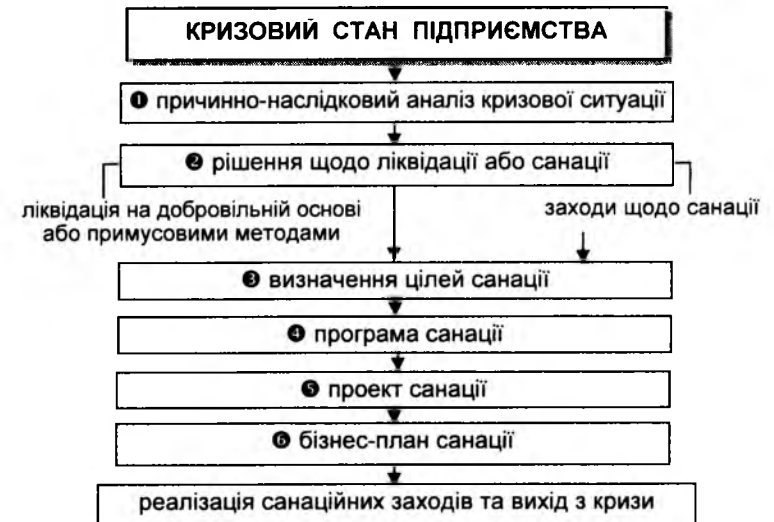 КРИЗОВИЙ СТАН ПІДПРИЄМСТВА
❶ причинно-наслідковий аналіз кризової ситуації
❷ рішення щодо ліквідації або санації
ліквідація на добровільній основі
або примусовими методами
заходи щодо санації
❸ визначення цілей санації
❹ програма санації
❺ проект санації
❻ бізнес-план санації
реалізація санаційних заходів та вихід з кризи